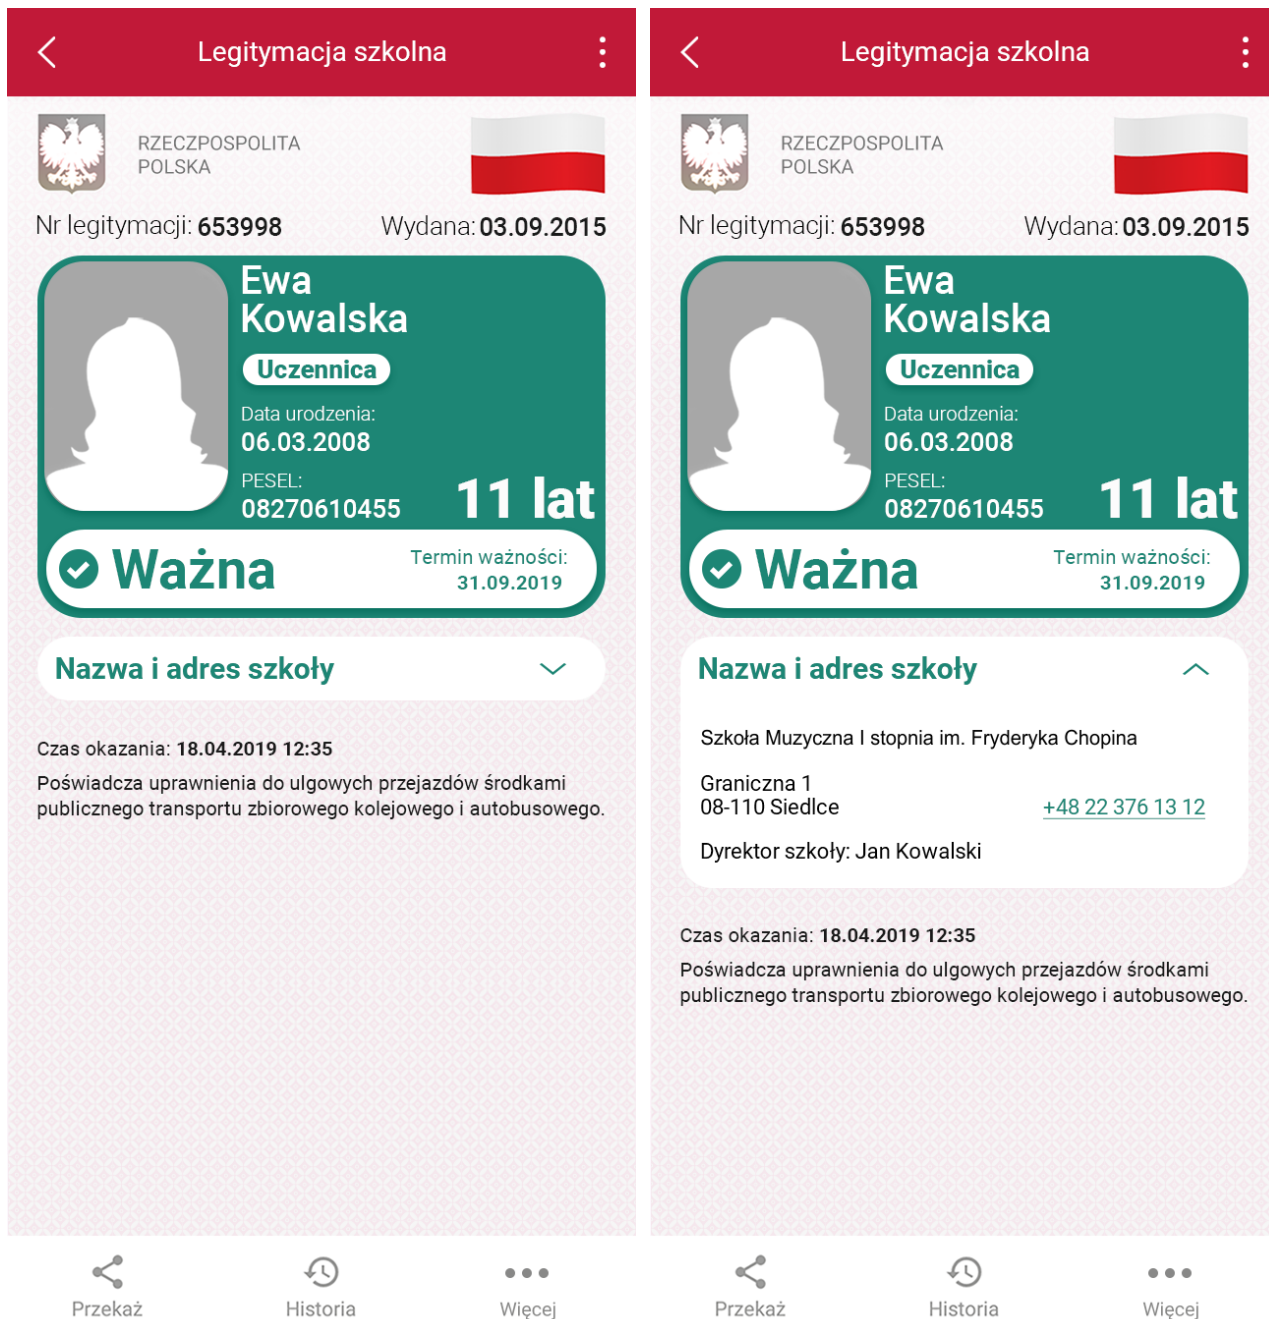 Legitymacja szkolna
RZECZPOSPOLITA
POLSKA
Nr legitymacji: 653998 Wydana: 03.09.2015
Ewa
Kowalska
Uczennica
Data urodzenia:
06.03.2008
PESEL:
08270610455
11 lat
Ważna
Termin ważności:
31.09.2019
Nazwa i adres szkoły
Czas okazania: 18.04.2019 12:35
Poświadcza uprawnienia do ulgowych przejazdów środkami
publicznego transportu zbiorowego kolejowego i autobusowego.
Przekaż Historia Więcej
Legitymacja szkolna
RZECZPOSPOLITA
POLSKA
Nr legitymacji: 653998 Wydana: 03.09.2015
Ewa
Kowalska
Uczennica
Data urodzenia:
06.03.2008
PESEL:
08270610455
11 lat
Ważna
Termin ważności:
31.09.2019
Nazwa i adres szkoły
Szkoła Muzyczna I stopnia im. Fryderyka Chopina
Graniczna 1
08-110 Siedlce +48 22 376 13 12
Dyrektor szkoły: Jan Kowalski
Czas okazania: 18.04.2019 12:35
Poświadcza uprawnienia do ulgowych przejazdów środkami
publicznego transportu zbiorowego kolejowego i autobusowego.
Przekaż Historia Więcej